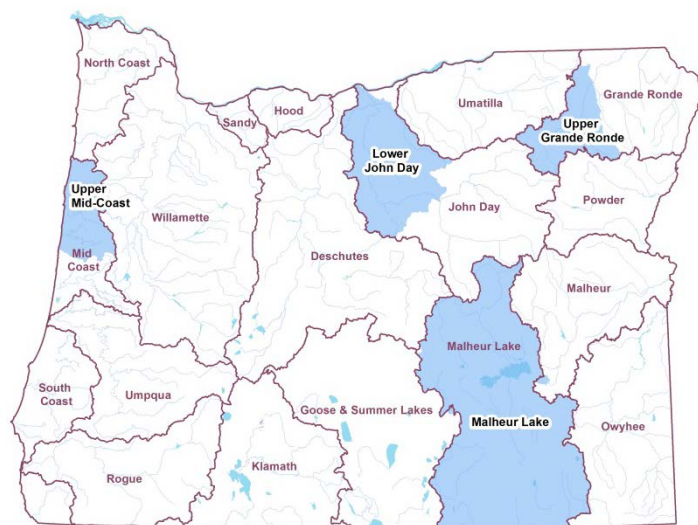 North Coast
Sandy
Hood
Umatilla
Grande Ronde
Upper
Grande Ronde
Lower
John Day
Upper
Mid-Coast
Willamette
John Day
Powder
Mid
Coast
Deschutes
Malheur
Malheur Lake
South
Coast
Umpqua
Goose & Summer Lakes
Malheur Lake
Owyhee
Rogue
Klamath